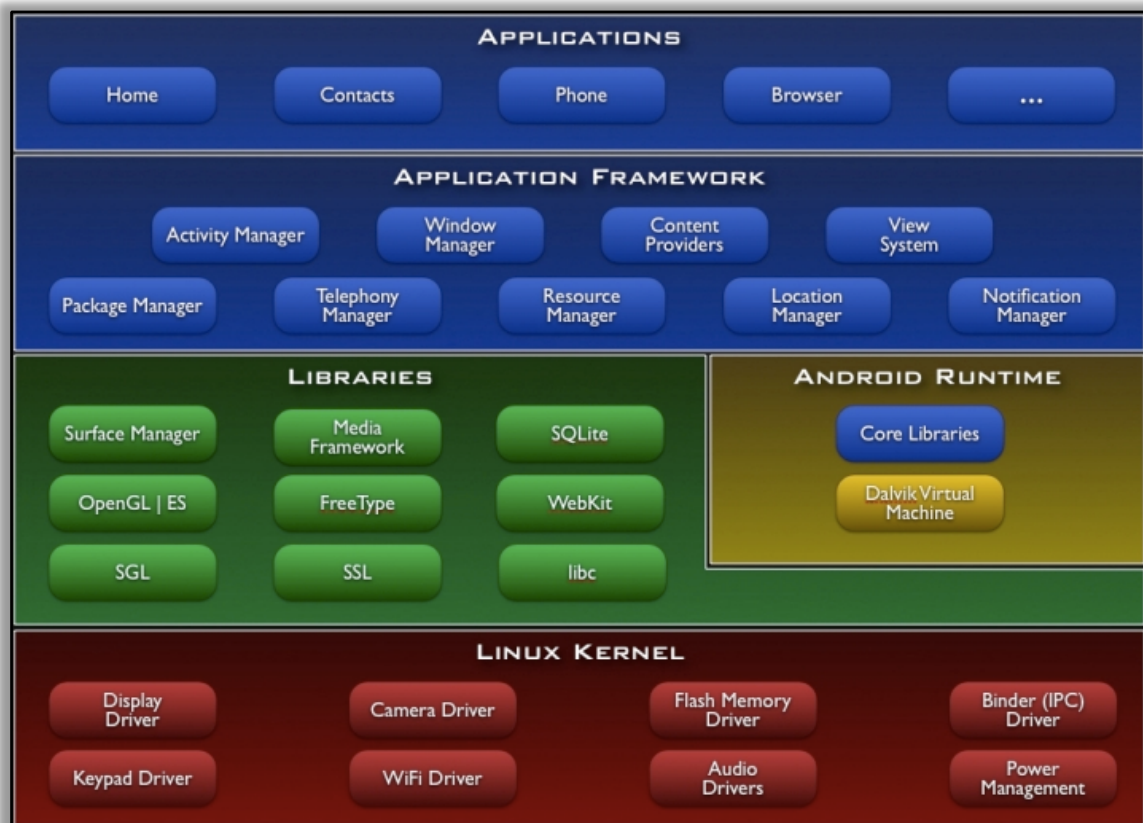 APPLICATIONS
Home
Contacts
Phone
Browser
...
APPLICATION FRAMEWORK
Activity Manager
Window
Manager
Content
Providers
View
System
Package Manager
Telephony
Manager
Resource
Manager
Location
Manager
Notification
Manager
LIBRARIES
Surface Manager
Media
Framework
SQLite
OpenGL | ES
FreeType
WebKit
SGL
SSL
libc
ANDROID RUNTIME
Core Libraries
Dalvik Virtual
Machine
LINUX KERNEL
Display
Driver
Camera Driver
Flash Memory
Driver
Binder (IPC)
Driver
Keypad Driver
WiFi Driver
Audio
Drivers
Power
Management